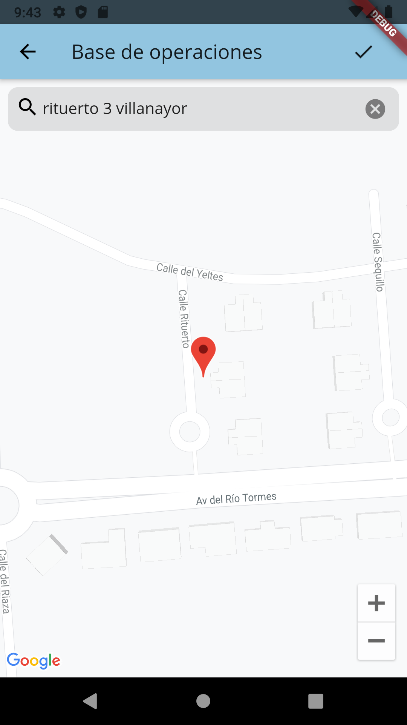 9:43
DEBUG
Base de operaciones
rituerto 3 villanayor
Calle del Yeltes
Calle Sequillo
Calle Rituerto
Av del Río Tormes
Calle del Riaza
Google